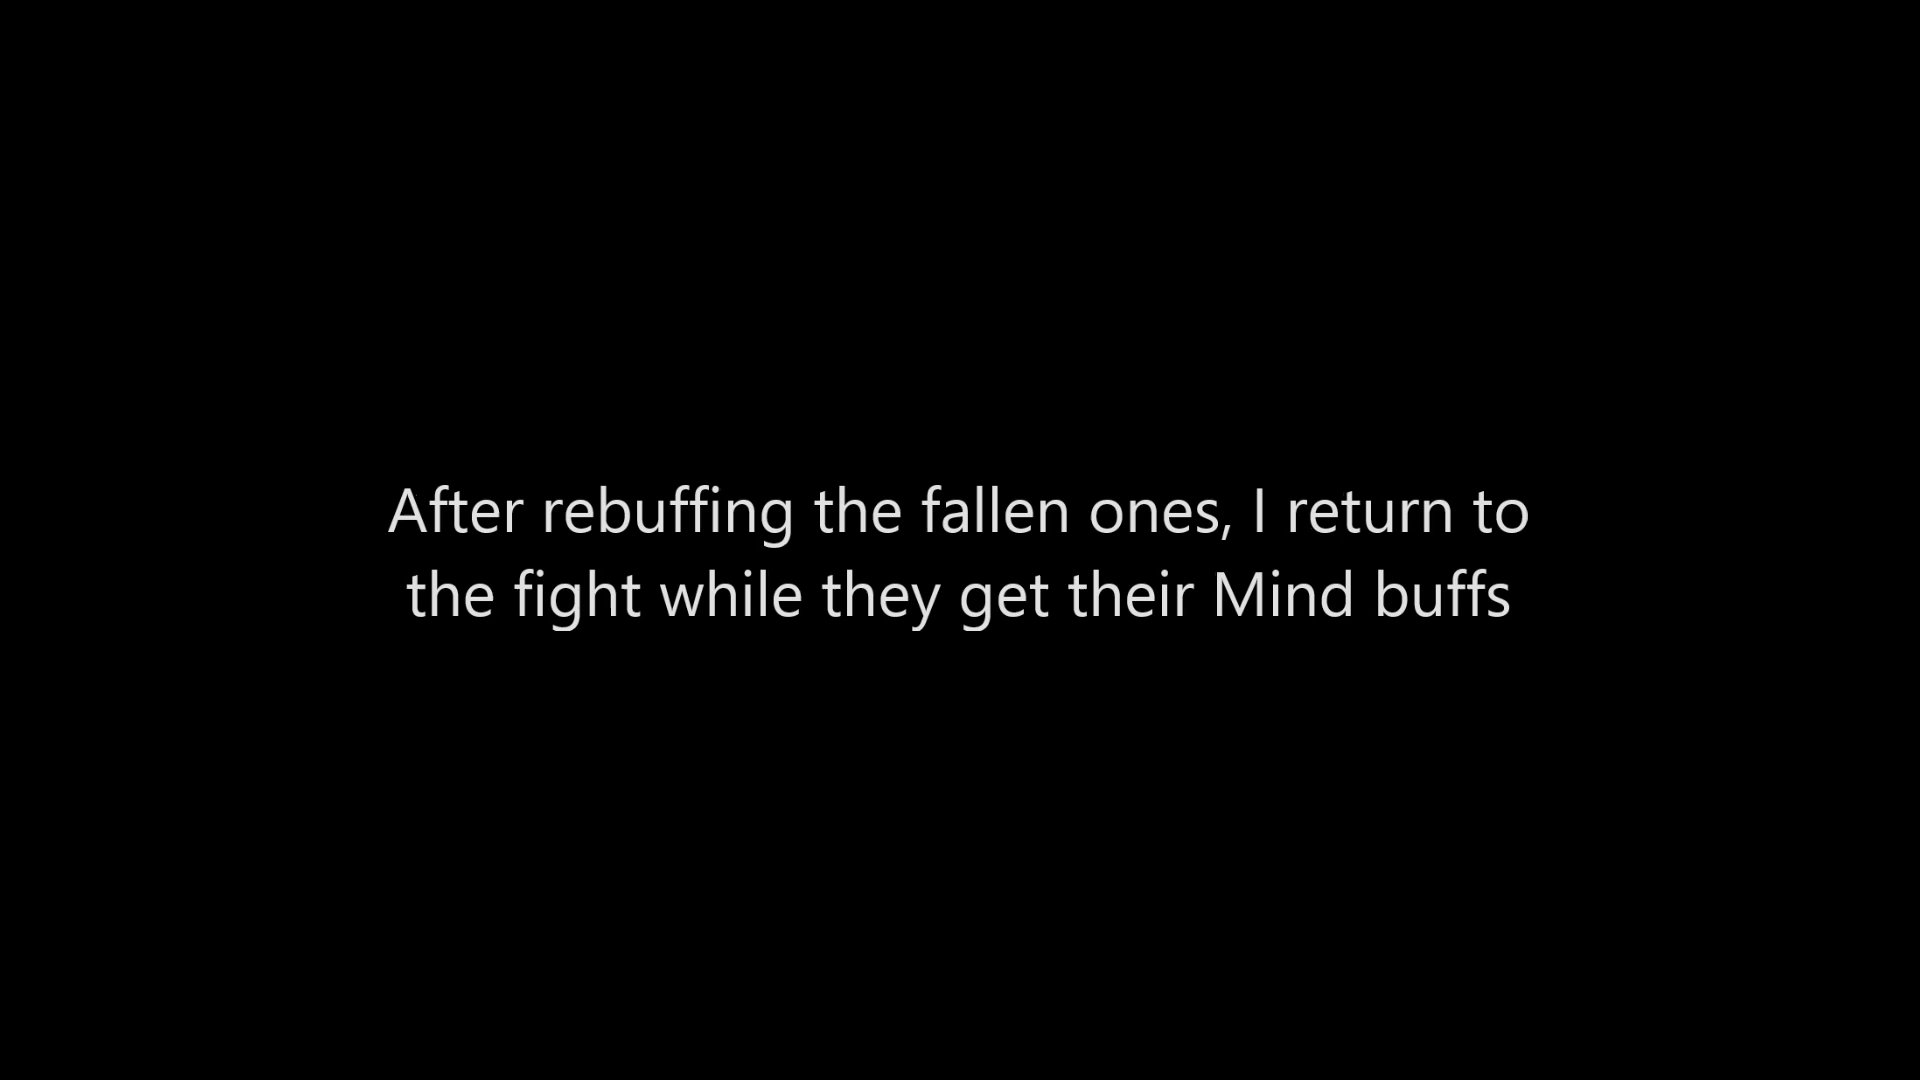 After rebuffing the fallen ones, I return to
the fight while they get their Mind buffs